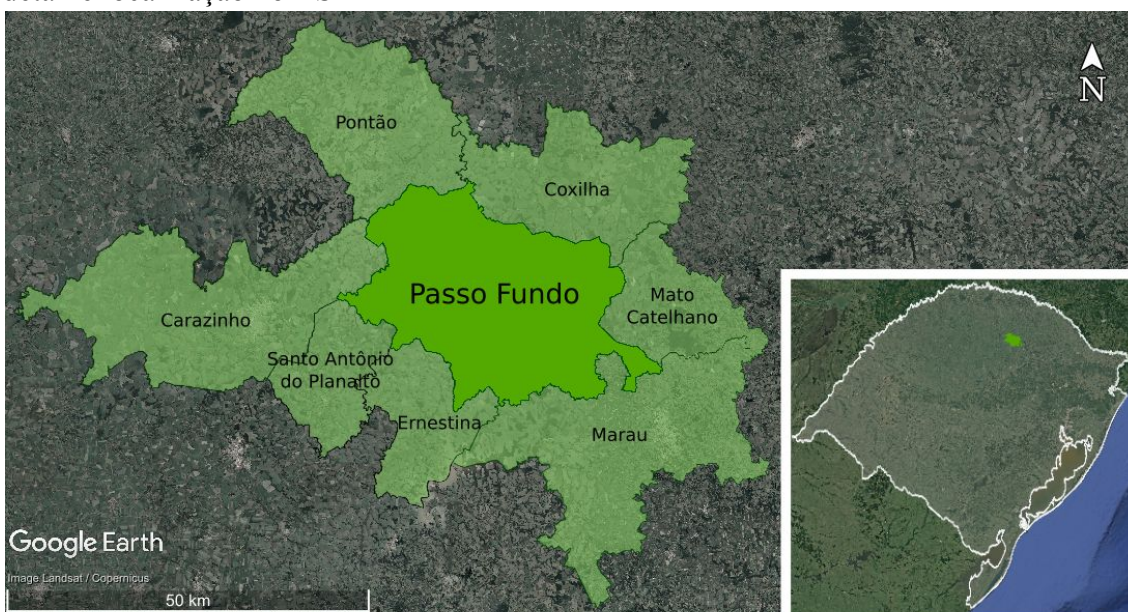 N
Pontão
Coxilha
Passo Fundo
Mato
Catelhano
Carazinho
Santo Antônio
do Planalto
Ernestina
Marau
Google Earth
Image Landsat / Copernicus
50 km